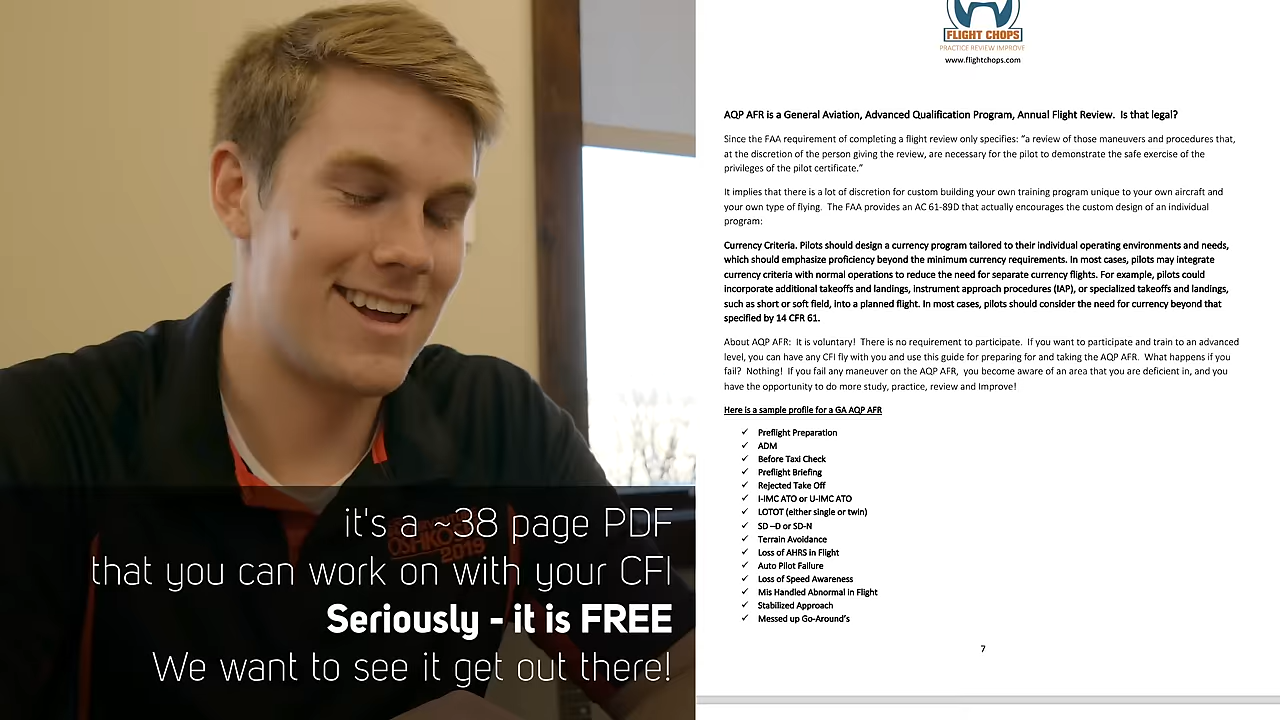 it's a ~38 page PDF
that you can work on with your CFI
Seriously - it is FREE
We want to see it get out there!
OSHKOSH
2019
FLIGHT CHOPS
PRACTICE REVIEW IMPROVE
www.flightchops.com
AQP AFR is a General Aviation, Advanced Qualification Program, Annual Flight Review.  Is that legal?
Since the FAA requirement of completing a flight review only specifies: “a review of those maneuvers and procedures that,
at the discretion of the person giving the review, are necessary for the pilot to demonstrate the safe exercise of the
privileges of the pilot certificate.”
It implies that there is a lot of discretion for custom building your own training program unique to your own aircraft and
your own type of flying.  The FAA provides an AC 61-89D that actually encourages the custom design of an individual
program:
Currency Criteria. Pilots should design a currency program tailored to their individual operating environments and needs,
which should emphasize proficiency beyond the minimum currency requirements. In most cases, pilots may integrate
currency criteria with normal operations to reduce the need for separate currency flights. For example, pilots could
incorporate additional takeoffs and landings, instrument approach procedures (IAP), or specialized takeoffs and landings,
such as short or soft field, into a planned flight. In most cases, pilots should consider the need for currency beyond that
specified by 14 CFR 61.
About AQP AFR:  It is voluntary!  There is no requirement to participate.  If you want to participate and train to an advanced
level, you can have any CFI fly with you and use this guide for preparing for and taking the AQP AFR.  What happens if you
fail?  Nothing!  If you fail any maneuver on the AQP AFR,  you become aware of an area that you are deficient in, and you
have the opportunity to do more study, practice, review and Improve!
Here is a sample profile for a GA AQP AFR
✓ Preflight Preparation
✓ ADM
✓ Before Taxi Check
✓ Preflight Briefing
✓ Rejected Take Off
✓ I-IMC ATO or U-IMC ATO
✓ LOTOT (either single or twin)
✓ SD –D or SD-N
✓ Terrain Avoidance
✓ Loss of AHRS in Flight
✓ Auto Pilot Failure
✓ Loss of Speed Awareness
✓ Mis Handled Abnormal in Flight
✓ Stabilized Approach
✓ Messed up Go-Around’s
7